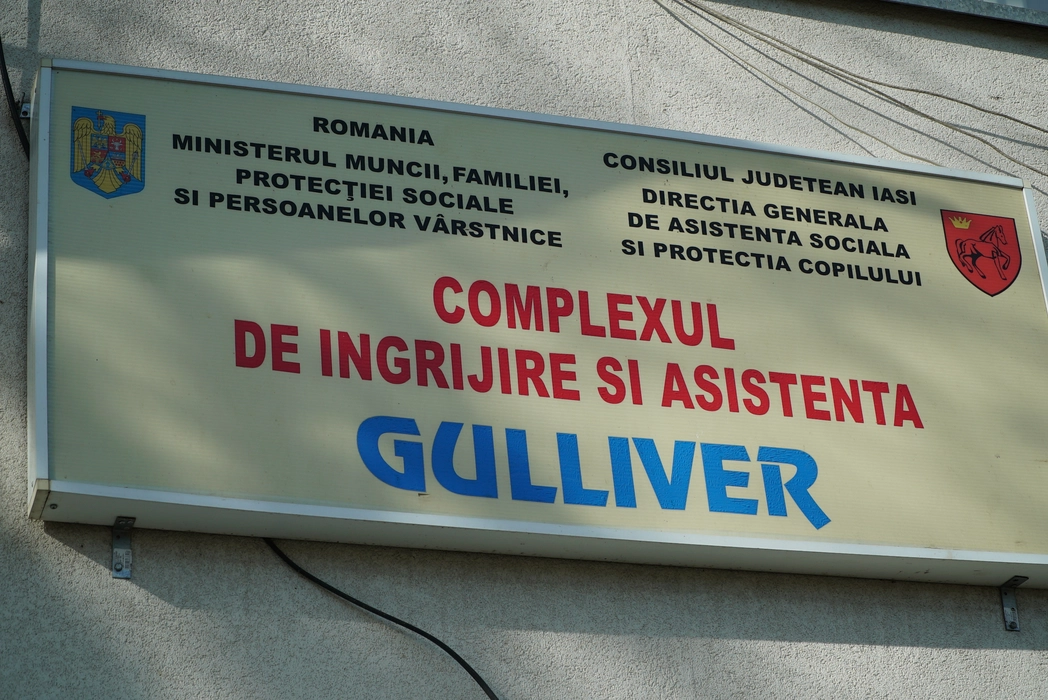 ROMANIA
MINISTERUL MUNCII, FAMILIEI,
PROTECŢIEI SOCIALE
SI PERSOANELOR VÂRSTNICE
CONSILIUL JUDETEAN IASI
DIRECTIA GENERALA
DE ASISTENTA SOCIALA
SI PROTECTIA COPILULUI
COMPLEXUL
DE INGRIJIRE SI ASISTENTA
GULLIVER